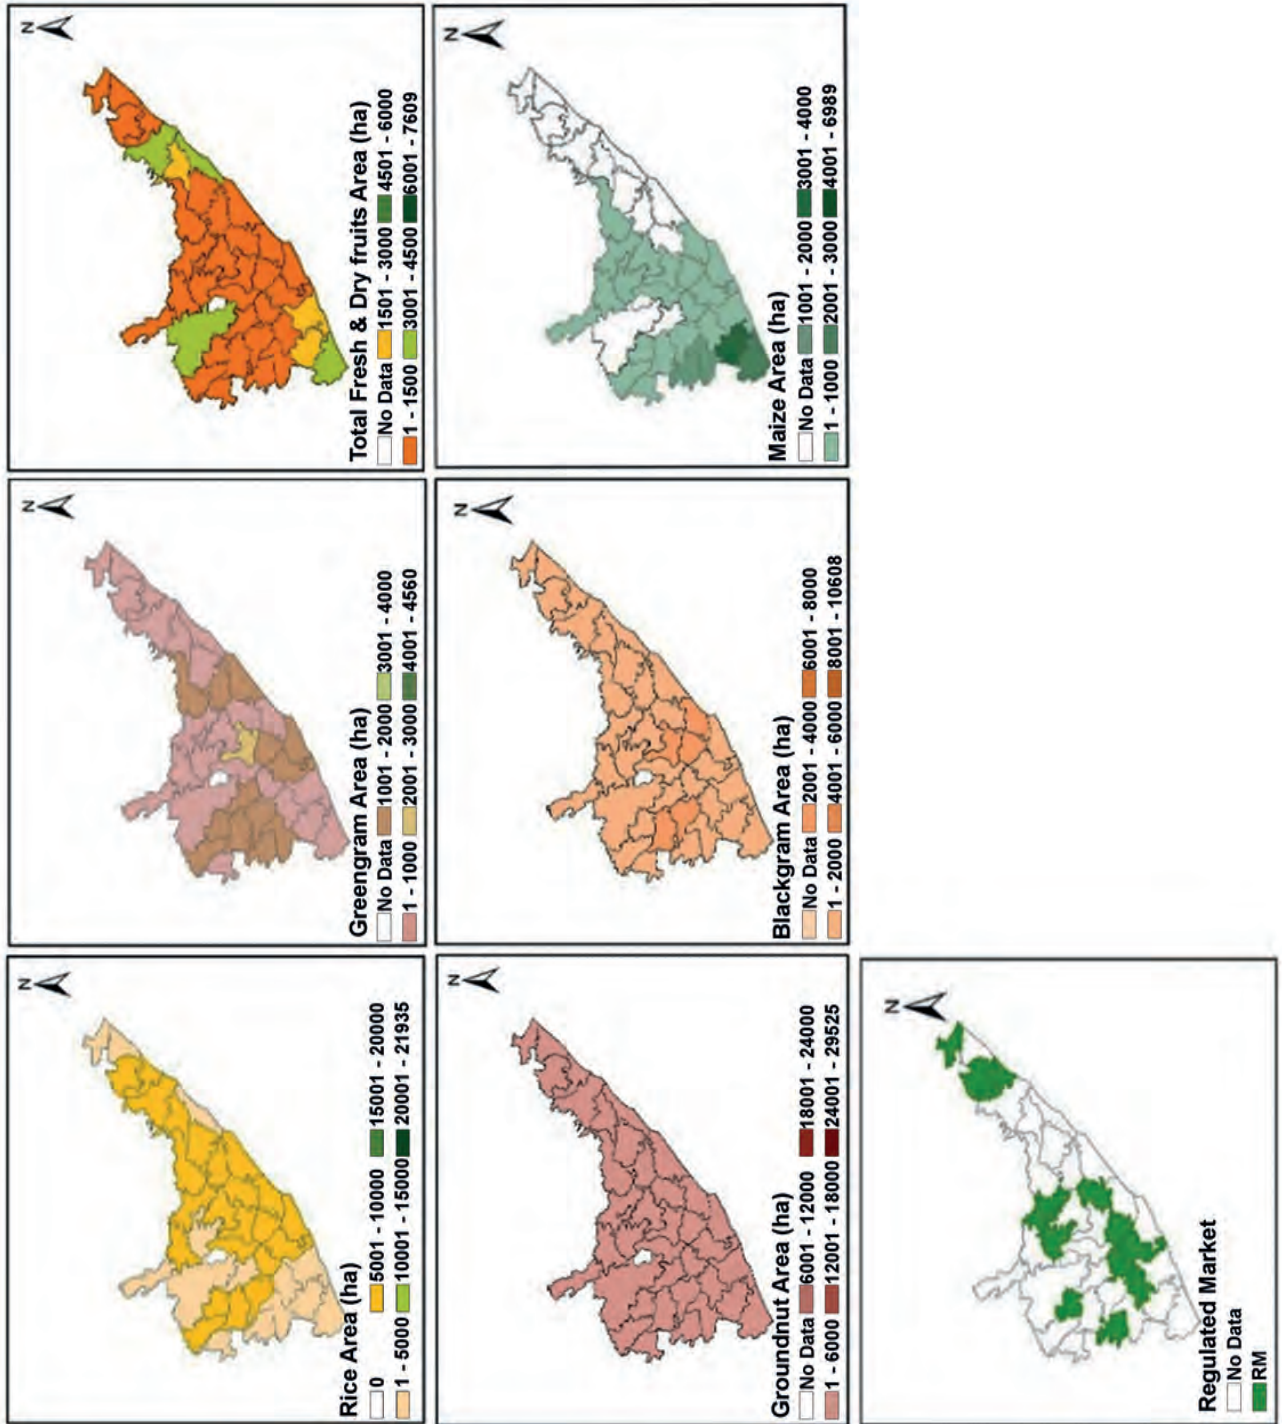 N
Rice Area (ha)
0 5001 - 10000 15001 - 20000
1 - 5000 10001 - 15000 20001 - 21935
N
Greengram Area (ha)
No Data 1001 - 2000 3001 - 4000
1 - 1000 2001 - 3000 4001 - 4560
N
Total Fresh & Dry fruits Area (ha)
No Data 1501 - 3000 4501 - 6000
1 - 1500 3001 - 4500 6001 - 7609
N
Groundnut Area (ha)
No Data 6001 - 12000 18001 - 24000
1 - 6000 12001 - 18000 24001 - 29525
N
Blackgram Area (ha)
No Data 2001 - 4000 6001 - 8000
1 - 2000 4001 - 6000 8001 - 10608
N
Maize Area (ha)
No Data 1001 - 2000 3001 - 4000
1 - 1000 2001 - 3000 4001 - 6989
N
Regulated Market
No Data
RM